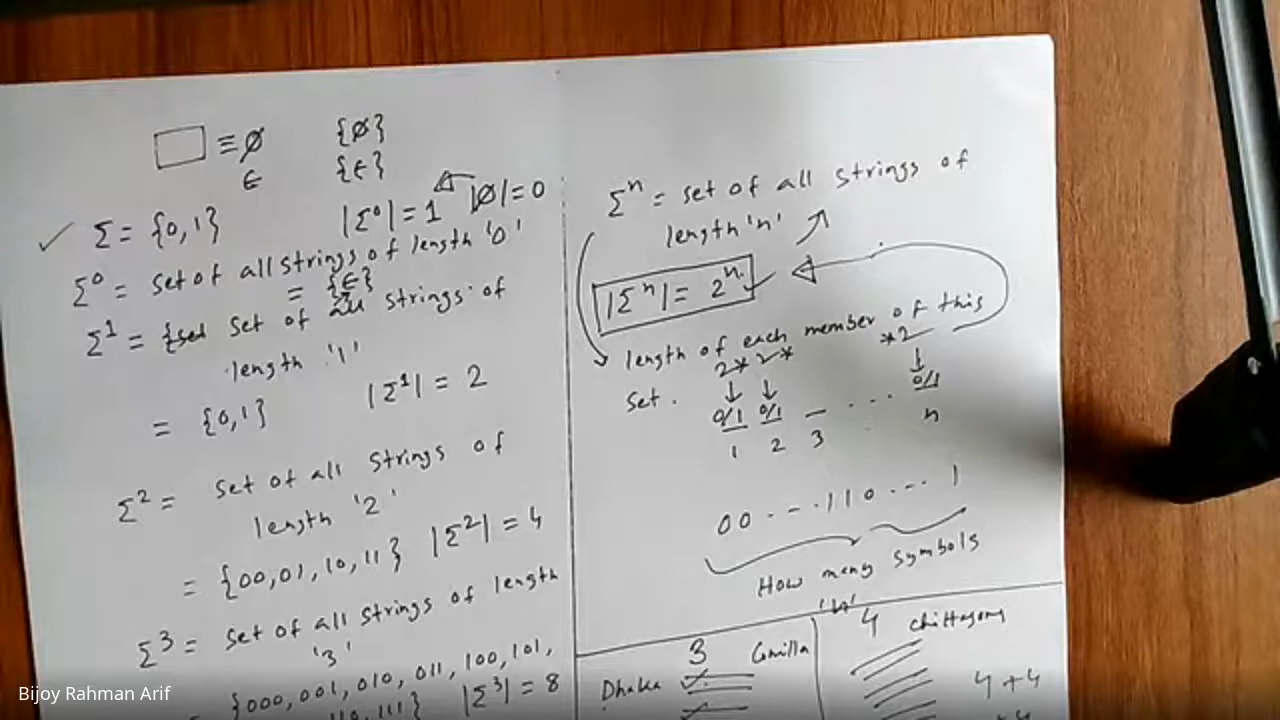 □ ≡ ∅ {∅}
ϵ {ϵ}
✓ Σ = {0,1} |Σ⁰| = 1 |∅| = 0
Σ⁰ = set of all strings of length '0'
= {ϵ}
Σ¹ = {set set of all strings of
length '1'
= {0,1} |Σ¹| = 2
Σ² = set of all strings of
length '2'
= {00,01,10,11} |Σ²| = 4
Σ³ = set of all strings of length
'3'
= {000,001,010,011,100,101,
110,111} |Σ³| = 8
Σⁿ = set of all strings of
length 'n'
|Σⁿ| = 2ⁿ
length of each member of this
set. 2* 2* *2
0/1 0/1 _ ... 0/1
1 2 3 n
00---110---1
How many symbols
'n'
3 Comilla
Dhaka
4 chittagong
4+4
Bijoy Rahman Arif